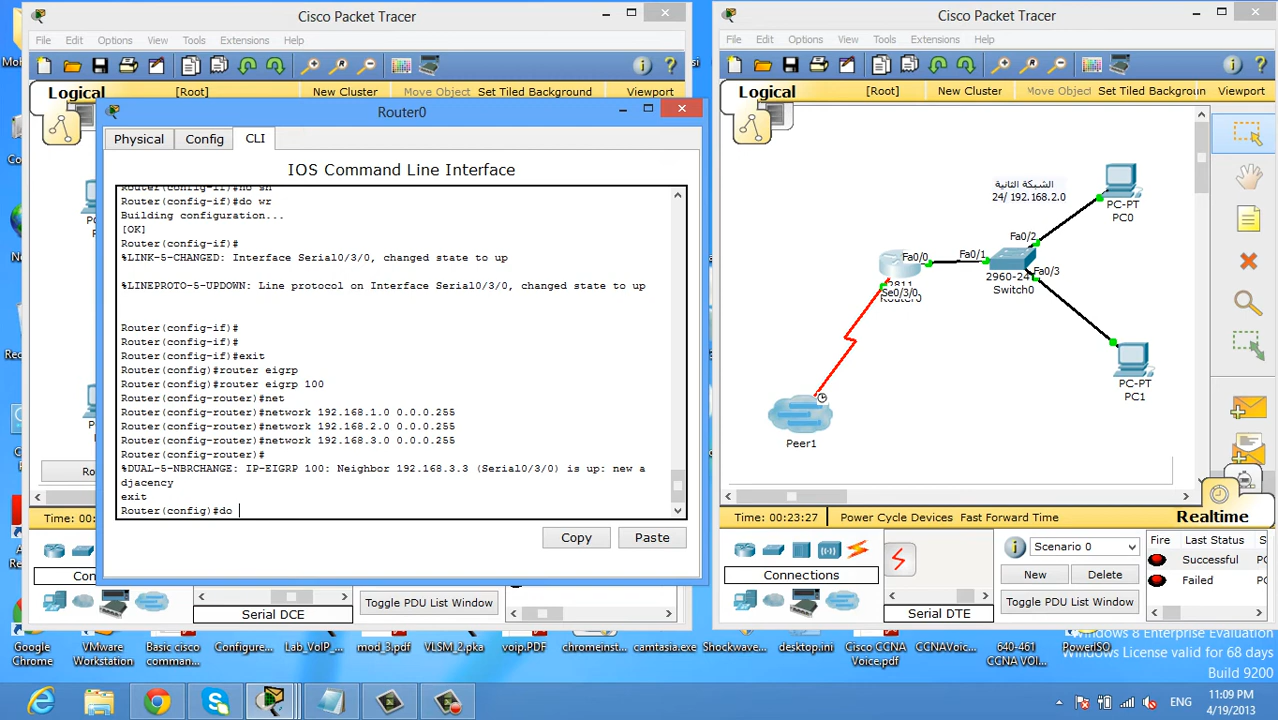 Cisco Packet Tracer
File Edit Options View Tools Extensions Help
Logical [Root] New Cluster Move Object Set Tiled Background Viewport
Router0
Physical Config CLI
IOS Command Line Interface
Router(config-if)#no sh
Router(config-if)#do wr
Building configuration...
[OK]
Router(config-if)#
%LINK-5-CHANGED: Interface Serial0/3/0, changed state to up
%LINEPROTO-5-UPDOWN: Line protocol on Interface Serial0/3/0, changed state to up
Router(config-if)#
Router(config-if)#
Router(config-if)#exit
Router(config)#router eigrp
Router(config)#router eigrp 100
Router(config-router)#net
Router(config-router)#network 192.168.1.0 0.0.0.255
Router(config-router)#network 192.168.2.0 0.0.0.255
Router(config-router)#network 192.168.3.0 0.0.0.255
Router(config-router)#
%DUAL-5-NBRCHANGE: IP-EIGRP 100: Neighbor 192.168.3.3 (Serial0/3/0) is up: new a
djacency
exit
Router(config)#do
Copy Paste
Time: 00:
Serial DCE
Toggle PDU List Window
Cisco Packet Tracer
File Edit Options View Tools Extensions Help
Logical [Root] New Cluster Move Object Set Tiled Backgroun Viewport
الشبكة الثانية
24/ 192.168.2.0
PC-PT
PC0
Fa0/2
Fa0/0
Fa0/1
2960-24
Switch0
Fa0/3
2811
Router0
Se0/3/0
PC-PT
PC1
Peer1
Time: 00:23:27 Power Cycle Devices Fast Forward Time Realtime
Connections
Serial DTE
Scenario 0
New Delete
Toggle PDU List Window
Fire Last Status S
Successful PC
Failed PC
Google
Chrome
VMware
Workstation
Basic cisco
comman...
Configure...
Lab_VoIP_...
mod_3.pdf
VLSM_2.pka
voip.PDF
chromeinst...
camtasia.exe
Shockwave...
desktop.ini
Cisco CCNA
Voice.pdf
CCNAVoic...
640-461
CCNA VOI...
PowerISO
Windows 8 Enterprise Evaluation
Windows License valid for 68 days
Build 9200
ENG
11:09 PM
4/19/2013